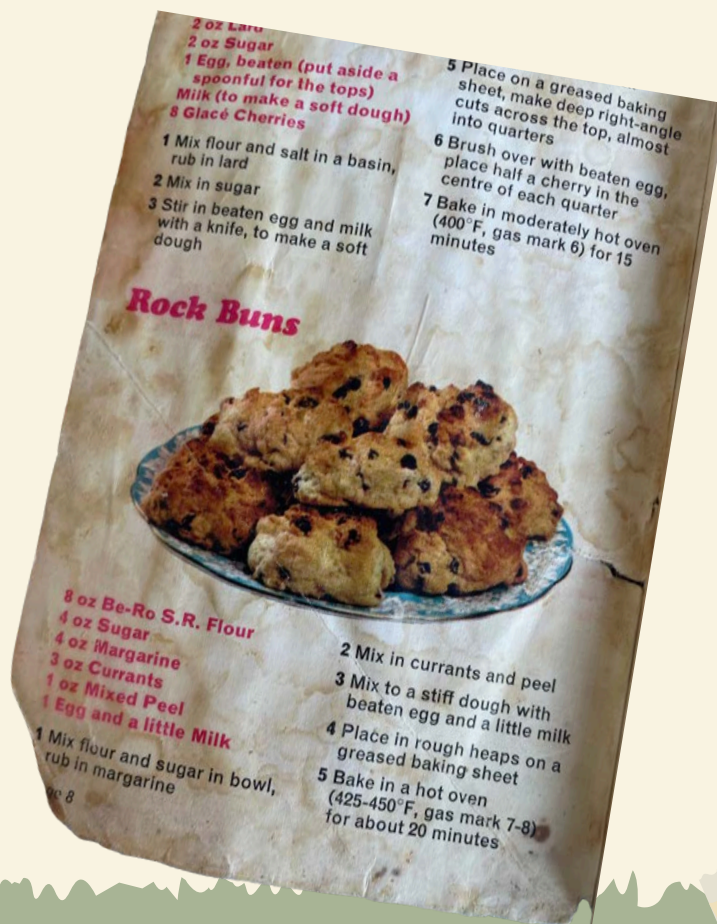 2 oz Lard
2 oz Sugar
1 Egg, beaten (put aside a
spoonful for the tops)
Milk (to make a soft dough)
8 Glacé Cherries
1 Mix flour and salt in a basin,
rub in lard
2 Mix in sugar
3 Stir in beaten egg and milk
with a knife, to make a soft
dough
5 Place on a greased baking
sheet, make deep right-angle
cuts across the top, almost
into quarters
6 Brush over with beaten egg,
place half a cherry in the
centre of each quarter
7 Bake in moderately hot oven
(400°F, gas mark 6) for 15
minutes
Rock Buns
8 oz Be-Ro S.R. Flour
4 oz Sugar
4 oz Margarine
3 oz Currants
1 oz Mixed Peel
1 Egg and a little Milk
1 Mix flour and sugar in bowl,
rub in margarine
2 Mix in currants and peel
3 Mix to a stiff dough with
beaten egg and a little milk
4 Place in rough heaps on a
greased baking sheet
5 Bake in a hot oven
(425-450°F, gas mark 7-8)
for about 20 minutes
8